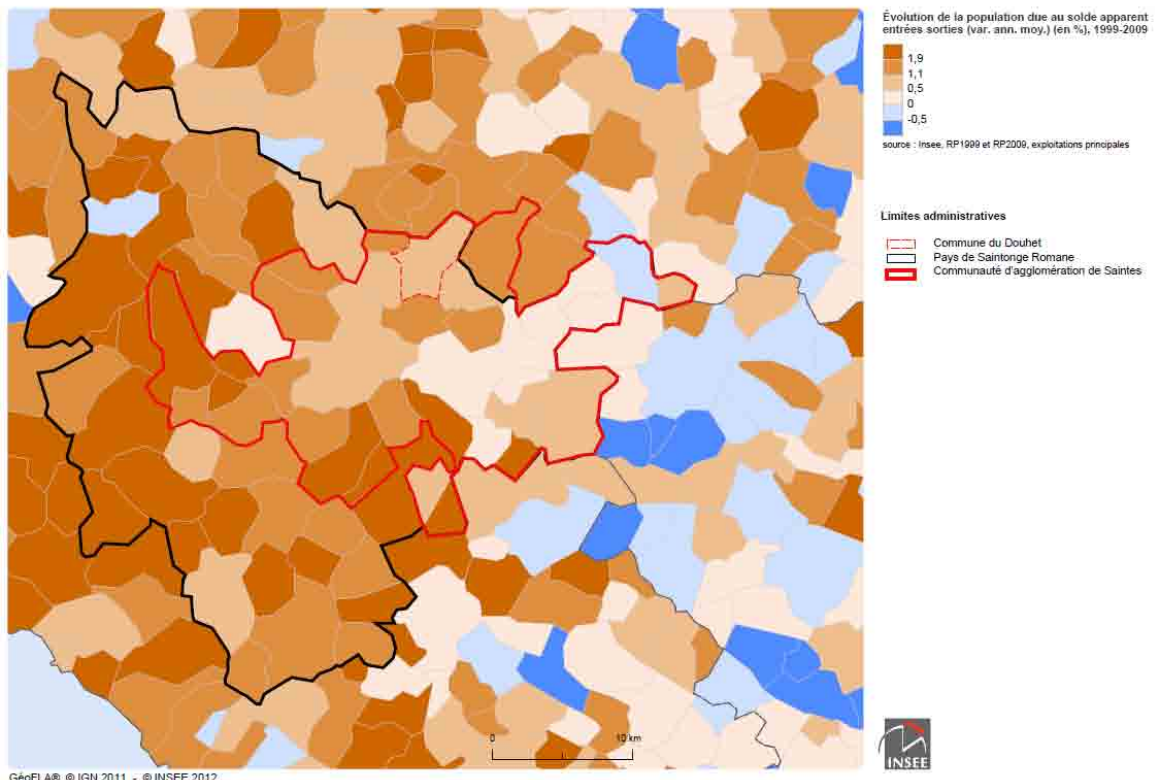 Évolution de la population due au solde apparent
entrées sorties (var. ann. moy.) (en %), 1999-2009
1,9
1,1
0,5
0
-0,5
source : Insee, RP1999 et RP2009, exploitations principales
Limites administratives
Commune du Douhet
Pays de Saintonge Romane
Communauté d'agglomération de Saintes
0 10 km
INSEE
GéoFLA® © IGN 2011 - © INSEE 2012